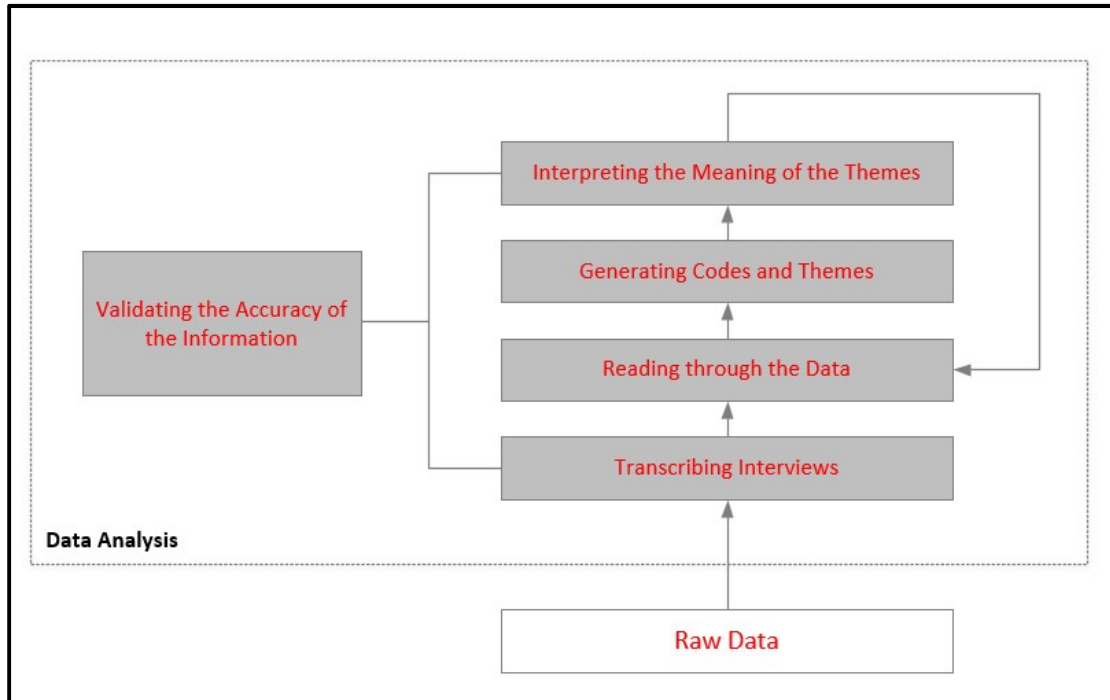 Interpreting the Meaning of the Themes
Generating Codes and Themes
Validating the Accuracy of
the Information
Reading through the Data
Transcribing Interviews
Data Analysis
Raw Data